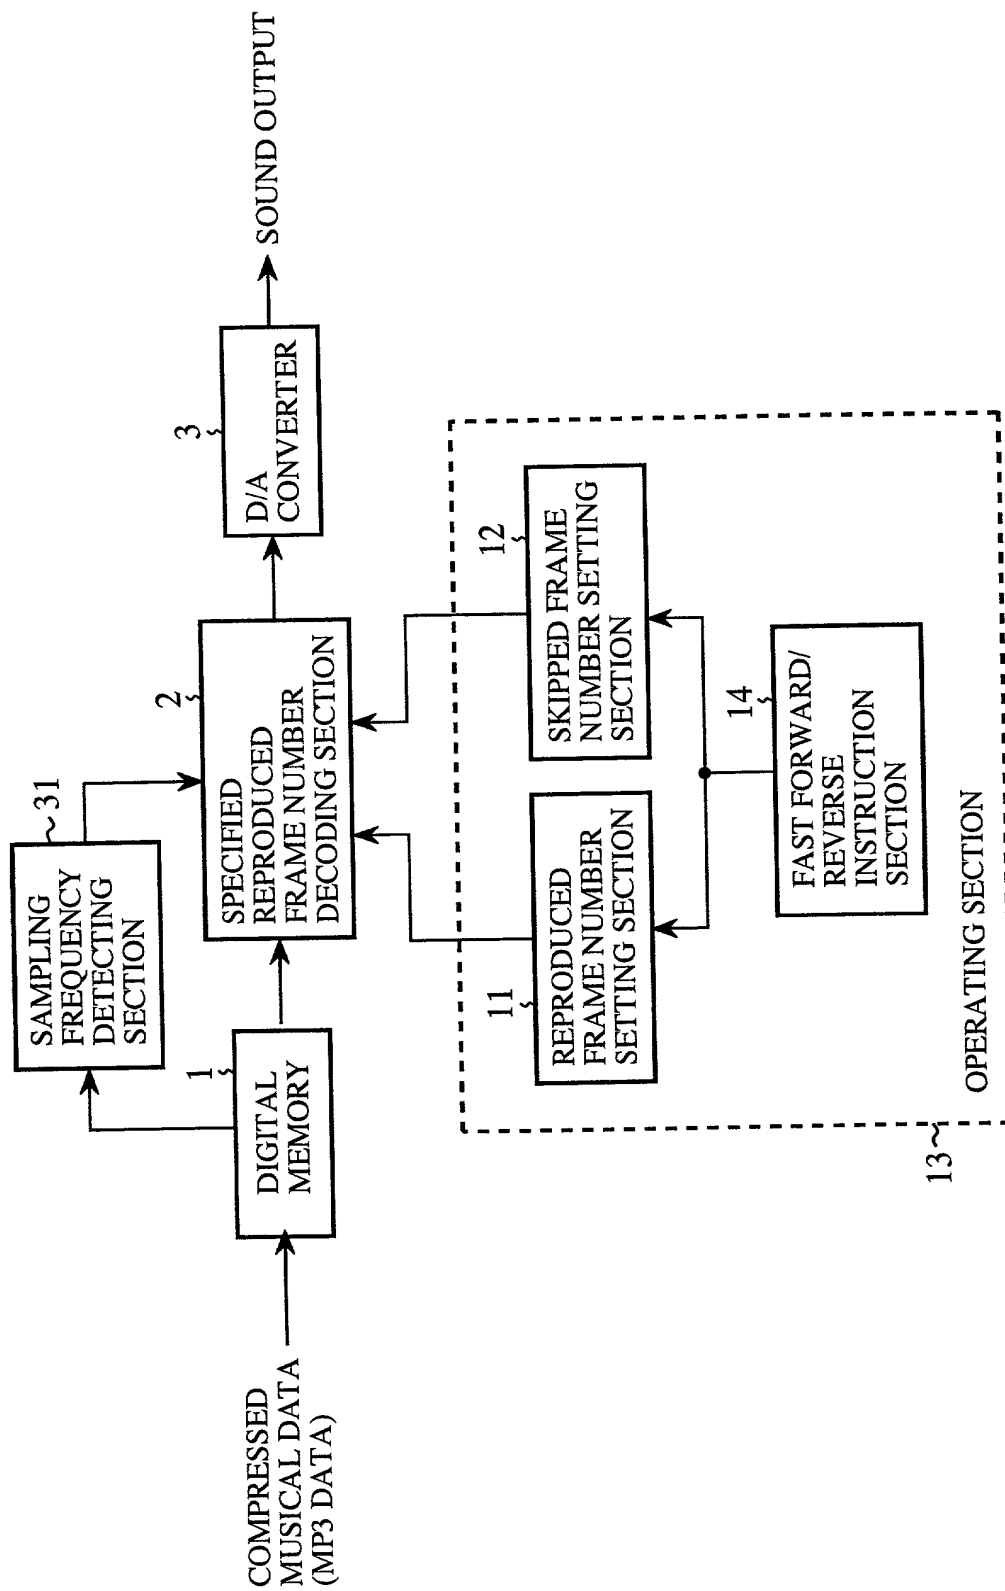 COMPRESSED
MUSICAL DATA
(MP3 DATA)
1
DIGITAL
MEMORY
31
SAMPLING
FREQUENCY
DETECTING
SECTION
2
SPECIFIED
REPRODUCED
FRAME NUMBER
DECODING SECTION
3
D/A
CONVERTER
SOUND OUTPUT
11
REPRODUCED
FRAME NUMBER
SETTING SECTION
12
SKIPPED FRAME
NUMBER SETTING
SECTION
14
FAST FORWARD/
REVERSE
INSTRUCTION
SECTION
13
OPERATING SECTION